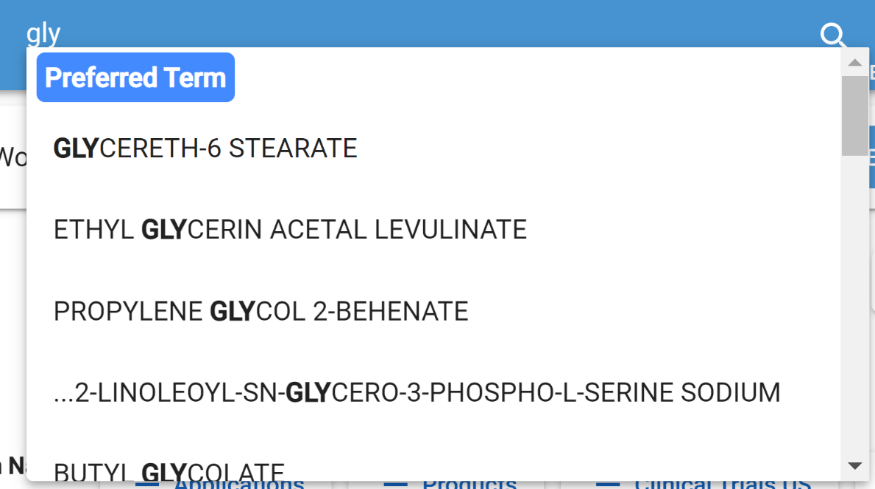 gly
Preferred Term
GLYCERETH-6 STEARATE
ETHYL GLYCERIN ACETAL LEVULINATE
PROPYLENE GLYCOL 2-BEHENATE
...2-LINOLEOYL-SN-GLYCERO-3-PHOSPHO-L-SERINE SODIUM
BUTYL GLYCOLATE
Applications
Products
Clinical Trials US